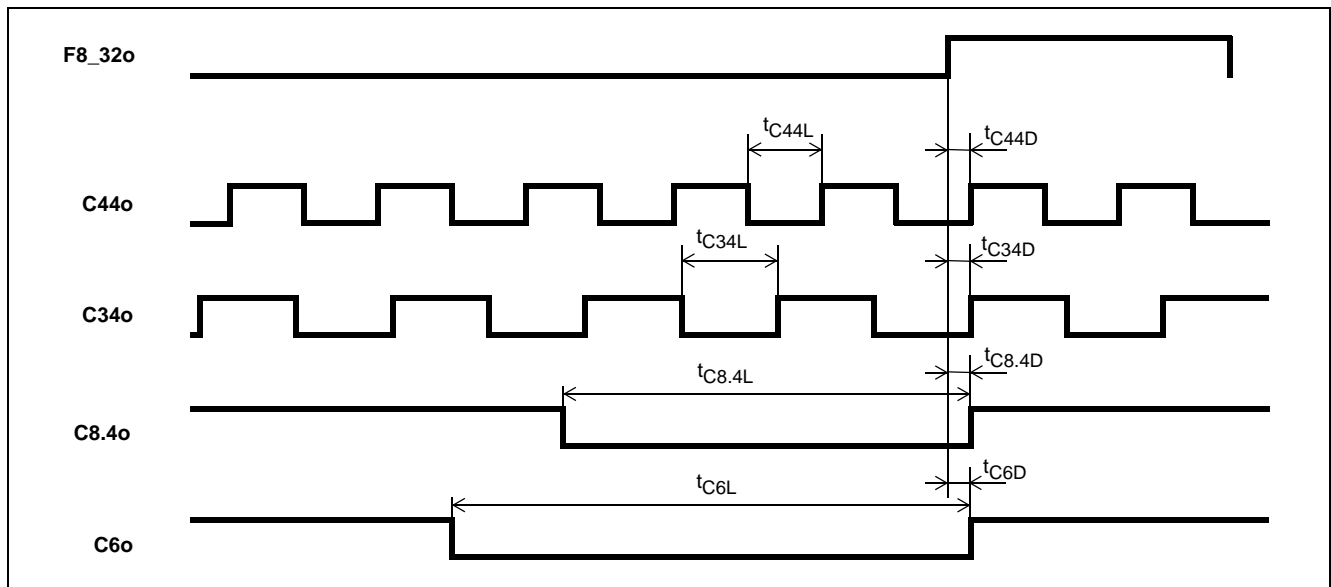 F8_32o
tC44L
tC44D
C44o
tC34L
tC34D
C34o
tC8.4L
tC8.4D
C8.4o
tC6L
tC6D
C6o